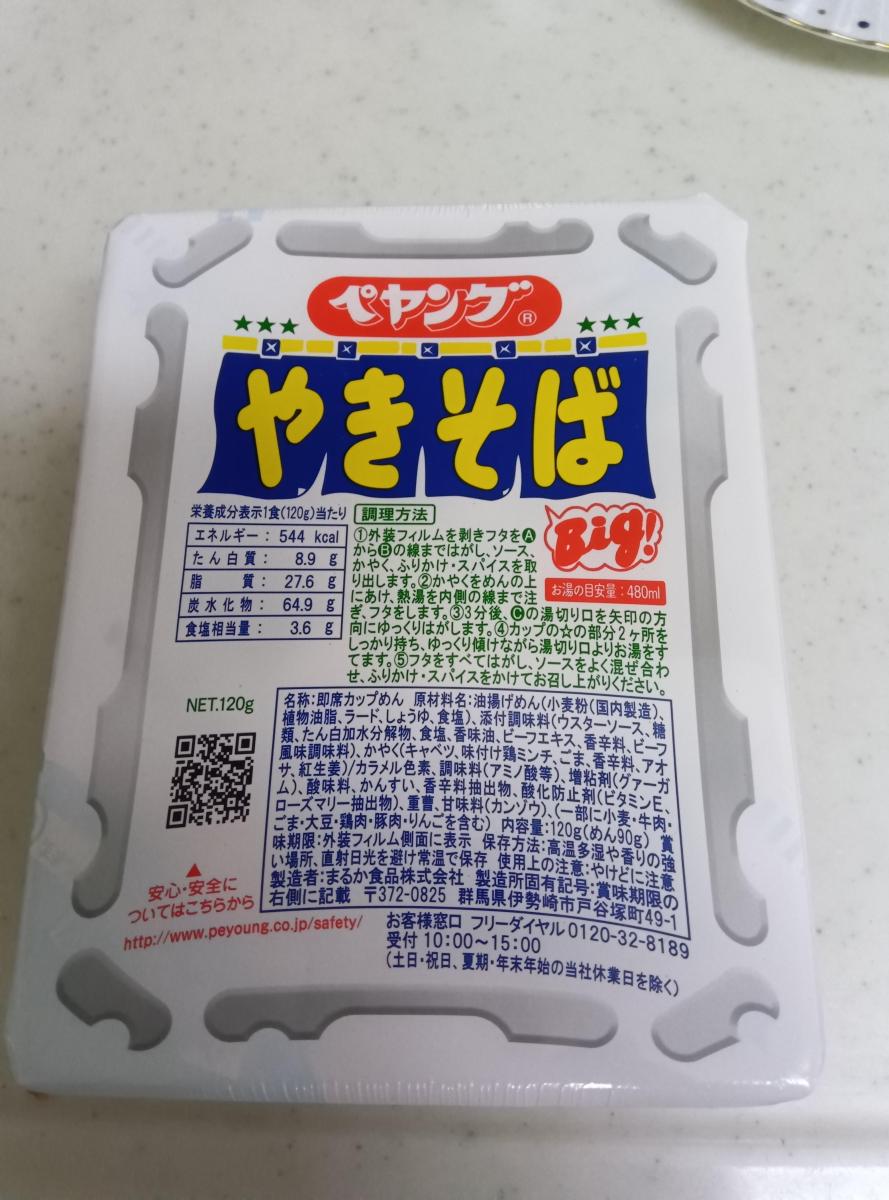 ペヤング®
やきそば
Big!
お湯の目安量:480ml
栄養成分表示1食(120g)当たり
エネルギー: 544 kcal
たん白質: 8.9 g
脂質: 27.6 g
炭水化物: 64.9 g
食塩相当量: 3.6 g
調理方法
①外装フィルムを剥きフタをⒶ
からⒷの線まではがし、ソース、
かやく、ふりかけ・スパイスを取
り出します。②かやくをめんの上
にあけ、熱湯を内側の線まで注
ぎ、フタをします。③3分後、Ⓒの湯切り口を矢印の方
向にゆっくりはがします。④カップの☆の部分2ヶ所を
しっかり持ち、ゆっくり傾けながら湯切り口よりお湯をす
てます。⑤フタをすべてはがし、ソースをよく混ぜ合わ
せ、ふりかけ・スパイスをかけてお召し上がりください。
NET.120g
名称:即席カップめん 原材料名:油揚げめん(小麦粉(国内製造)、
植物油脂、ラード、しょうゆ、食塩)、添付調味料(ウスターソース、糖
類、たん白加水分解物、食塩、香味油、ビーフエキス、香辛料、ビーフ
風味調味料)、かやく(キャベツ、味付け鶏ミンチ、ごま、香辛料、アオ
サ、紅生姜)/カラメル色素、調味料(アミノ酸等)、増粘剤(グァーガ
ム)、酸味料、かんすい、香辛料抽出物、酸化防止剤(ビタミンE、
ローズマリー抽出物)、重曹、甘味料(カンゾウ)、(一部に小麦・牛肉・
ごま・大豆・鶏肉・豚肉・りんごを含む) 内容量:120g(めん90g) 賞
味期限:外装フィルム側面に表示 保存方法:高温多湿や香りの強
い場所、直射日光を避け常温で保存 使用上の注意:やけどに注意
製造者:まるか食品株式会社 製造所固有記号:賞味期限の
右側に記載 〒372-0825 群馬県伊勢崎市戸谷塚町49-1
安心・安全に
ついてはこちらから
http://www.peyoung.co.jp/safety/
お客様窓口 フリーダイヤル 0120-32-8189
受付 10:00～15:00
(土日・祝日、夏期・年末年始の当社休業日を除く)